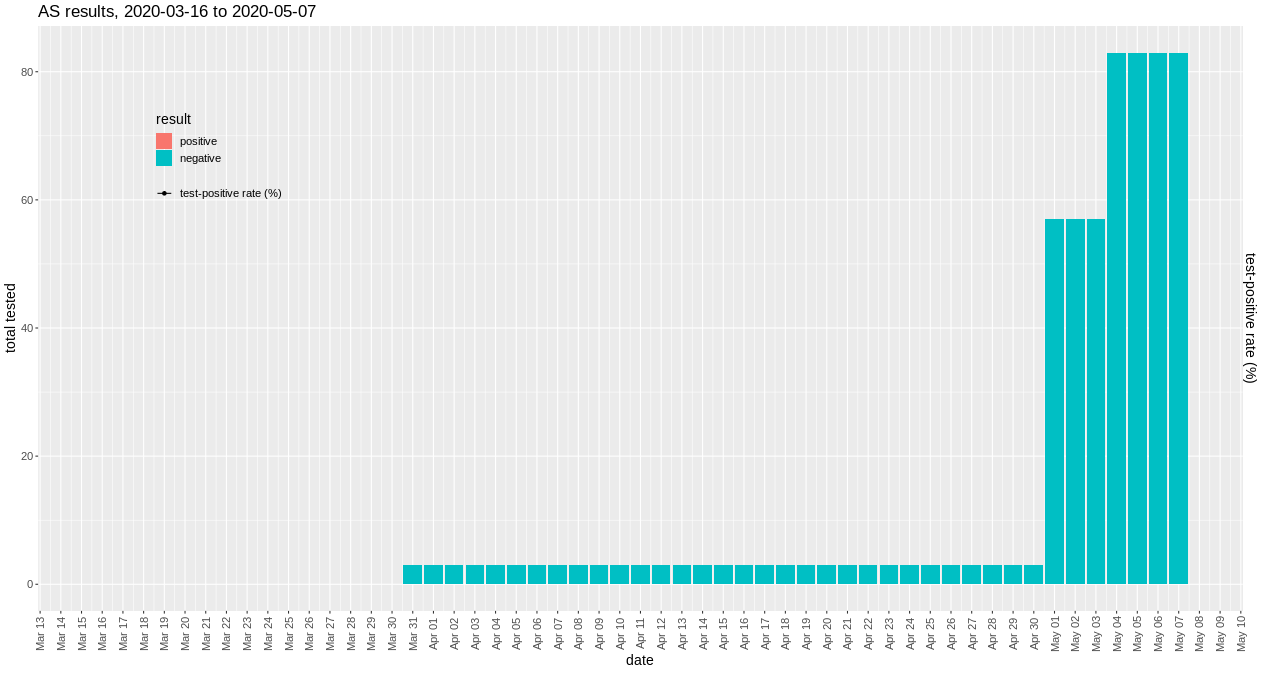 AS results, 2020-03-16 to 2020-05-07
result
positive
negative
test-positive rate (%)
total tested
80
60
40
20
0
test-positive rate (%)
Mar 13
Mar 14
Mar 15
Mar 16
Mar 17
Mar 18
Mar 19
Mar 20
Mar 21
Mar 22
Mar 23
Mar 24
Mar 25
Mar 26
Mar 27
Mar 28
Mar 29
Mar 30
Mar 31
Apr 01
Apr 02
Apr 03
Apr 04
Apr 05
Apr 06
Apr 07
Apr 08
Apr 09
Apr 10
Apr 11
Apr 12
Apr 13
Apr 14
Apr 15
Apr 16
Apr 17
Apr 18
Apr 19
Apr 20
Apr 21
Apr 22
Apr 23
Apr 24
Apr 25
Apr 26
Apr 27
Apr 28
Apr 29
Apr 30
May 01
May 02
May 03
May 04
May 05
May 06
May 07
May 08
May 09
May 10
date